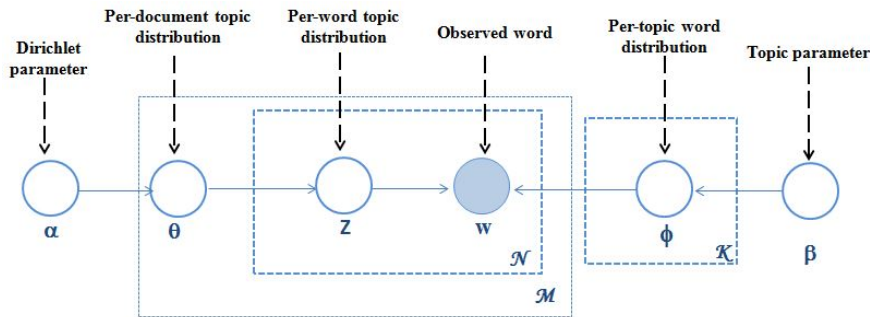 Dirichlet
parameter
Per-document topic
distribution
Per-word topic
distribution
Observed word
Per-topic word
distribution
Topic parameter
α
θ
Z
w
ϕ
β
N
K
M